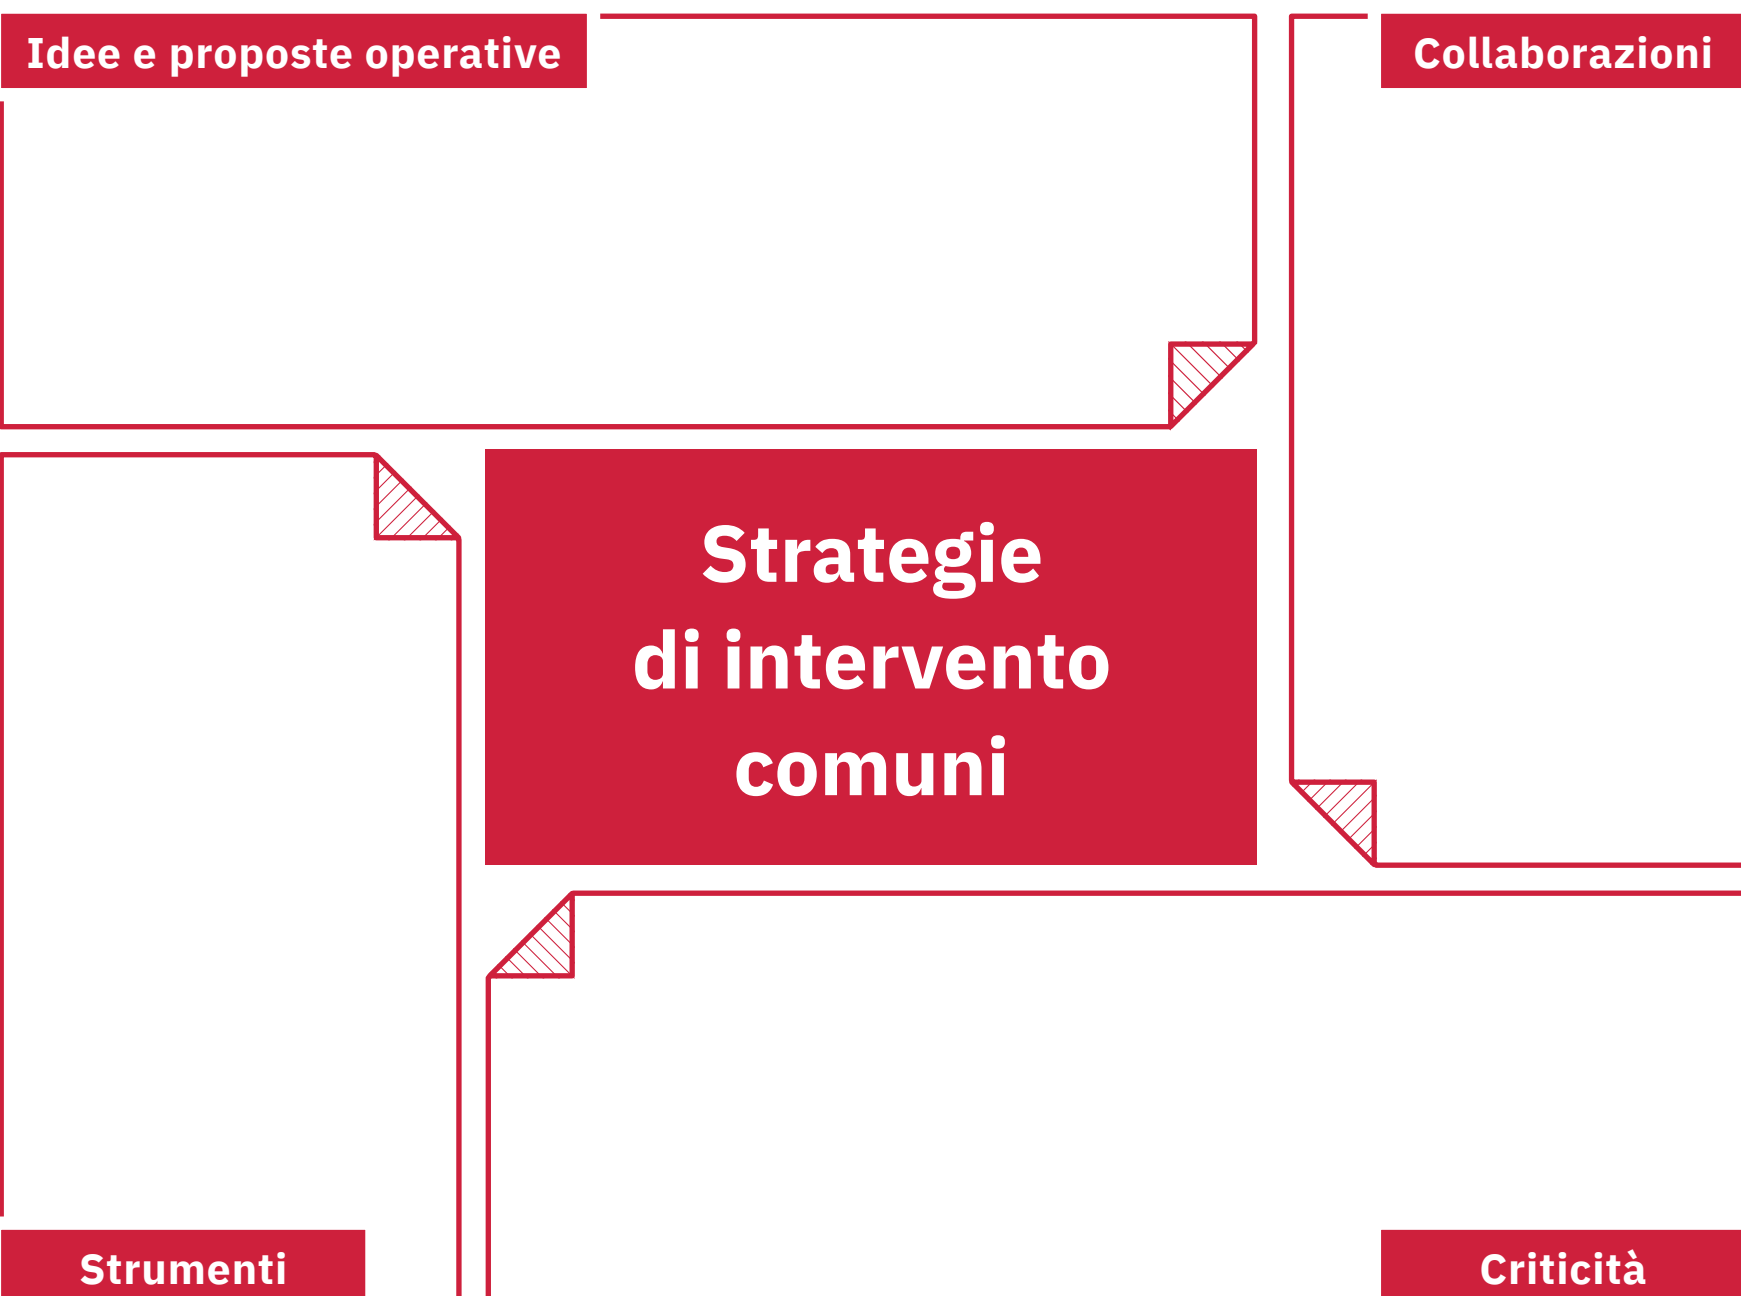 Idee e proposte operative
Collaborazioni
Strategie
di intervento
comuni
Strumenti
Criticità